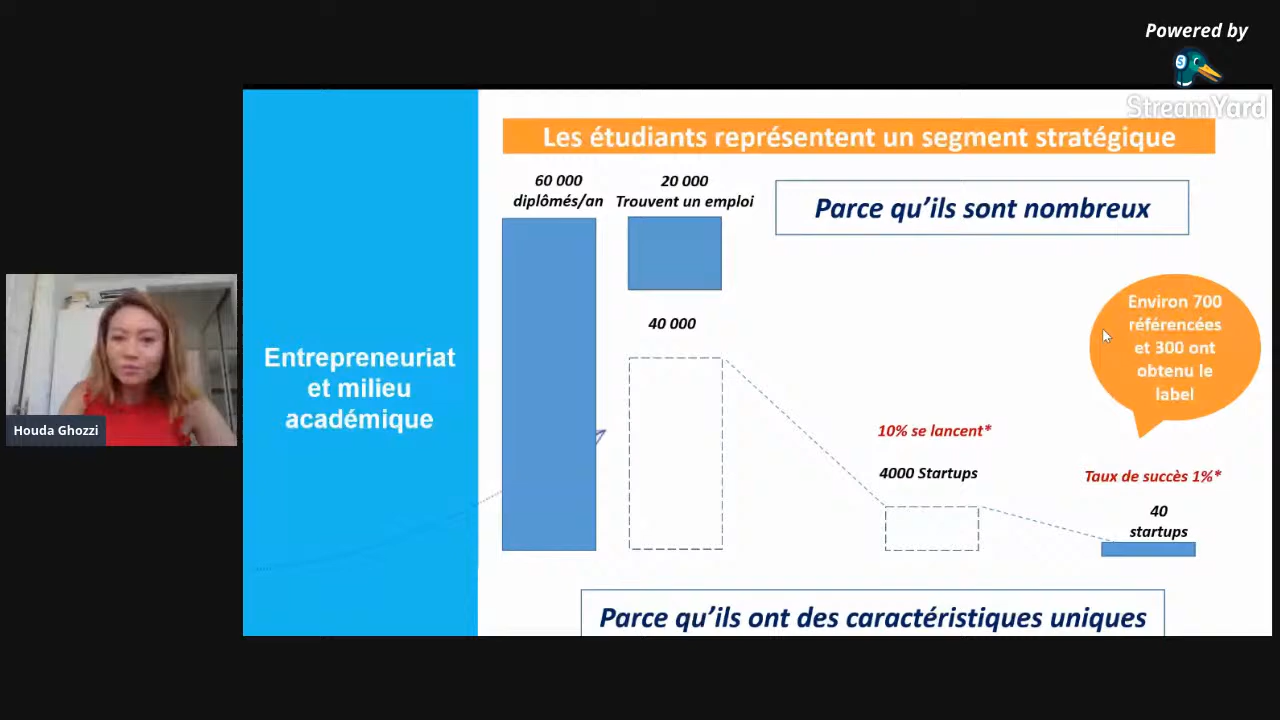 Powered by
StreamYard
Les étudiants représentent un segment stratégique
60 000
diplômés/an
20 000
Trouvent un emploi
Parce qu'ils sont nombreux
40 000
Environ 700
référencées
et 300 ont
obtenu le
label
Entrepreneuriat
et milieu
académique
Houda Ghozzi
10% se lancent*
4000 Startups
Taux de succès 1%*
40
startups
Parce qu'ils ont des caractéristiques uniques